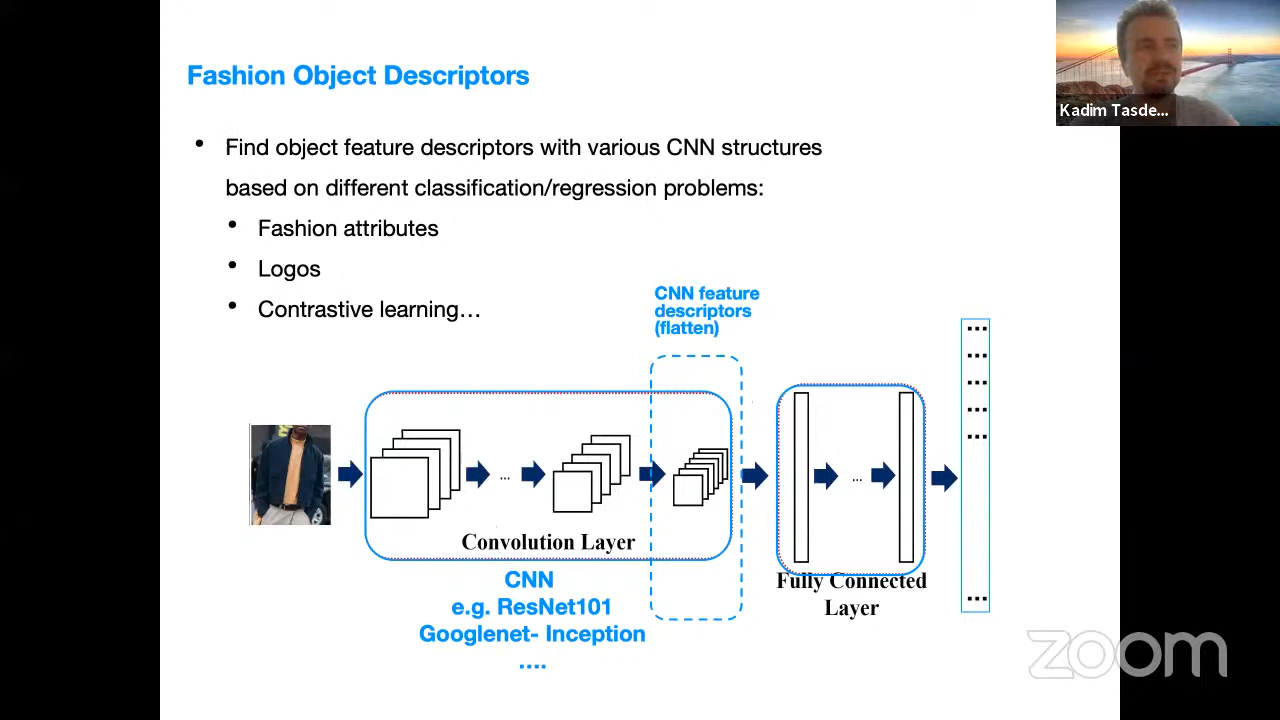 Fashion Object Descriptors
Kadim Tasde...
• Find object feature descriptors with various CNN structures
based on different classification/regression problems:
• Fashion attributes
• Logos
• Contrastive learning…
CNN feature
descriptors
(flatten)
...
...
...
...
...
...
...
...
Convolution Layer
CNN
e.g. ResNet101
Googlenet- Inception
....
Fully Connected
Layer
zoom